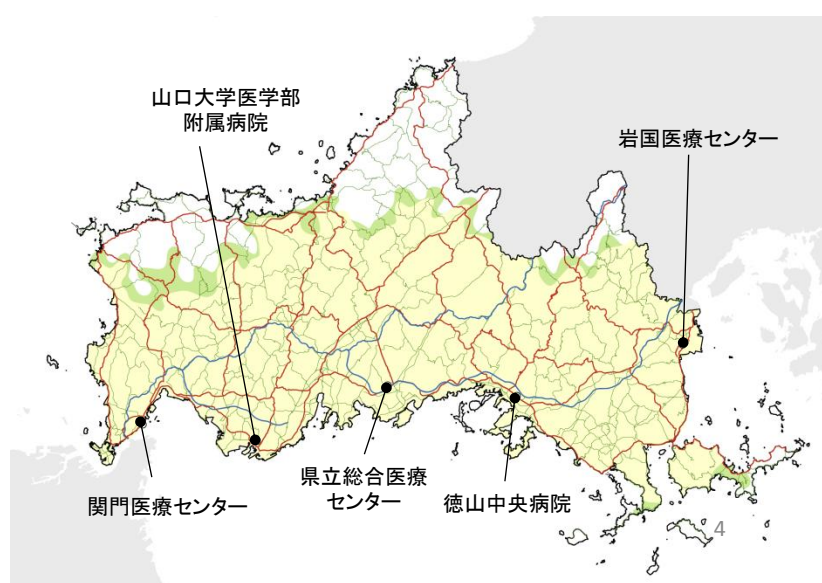 山口大学医学部
附属病院
岩国医療センター
関門医療センター
県立総合医療
センター
徳山中央病院
4